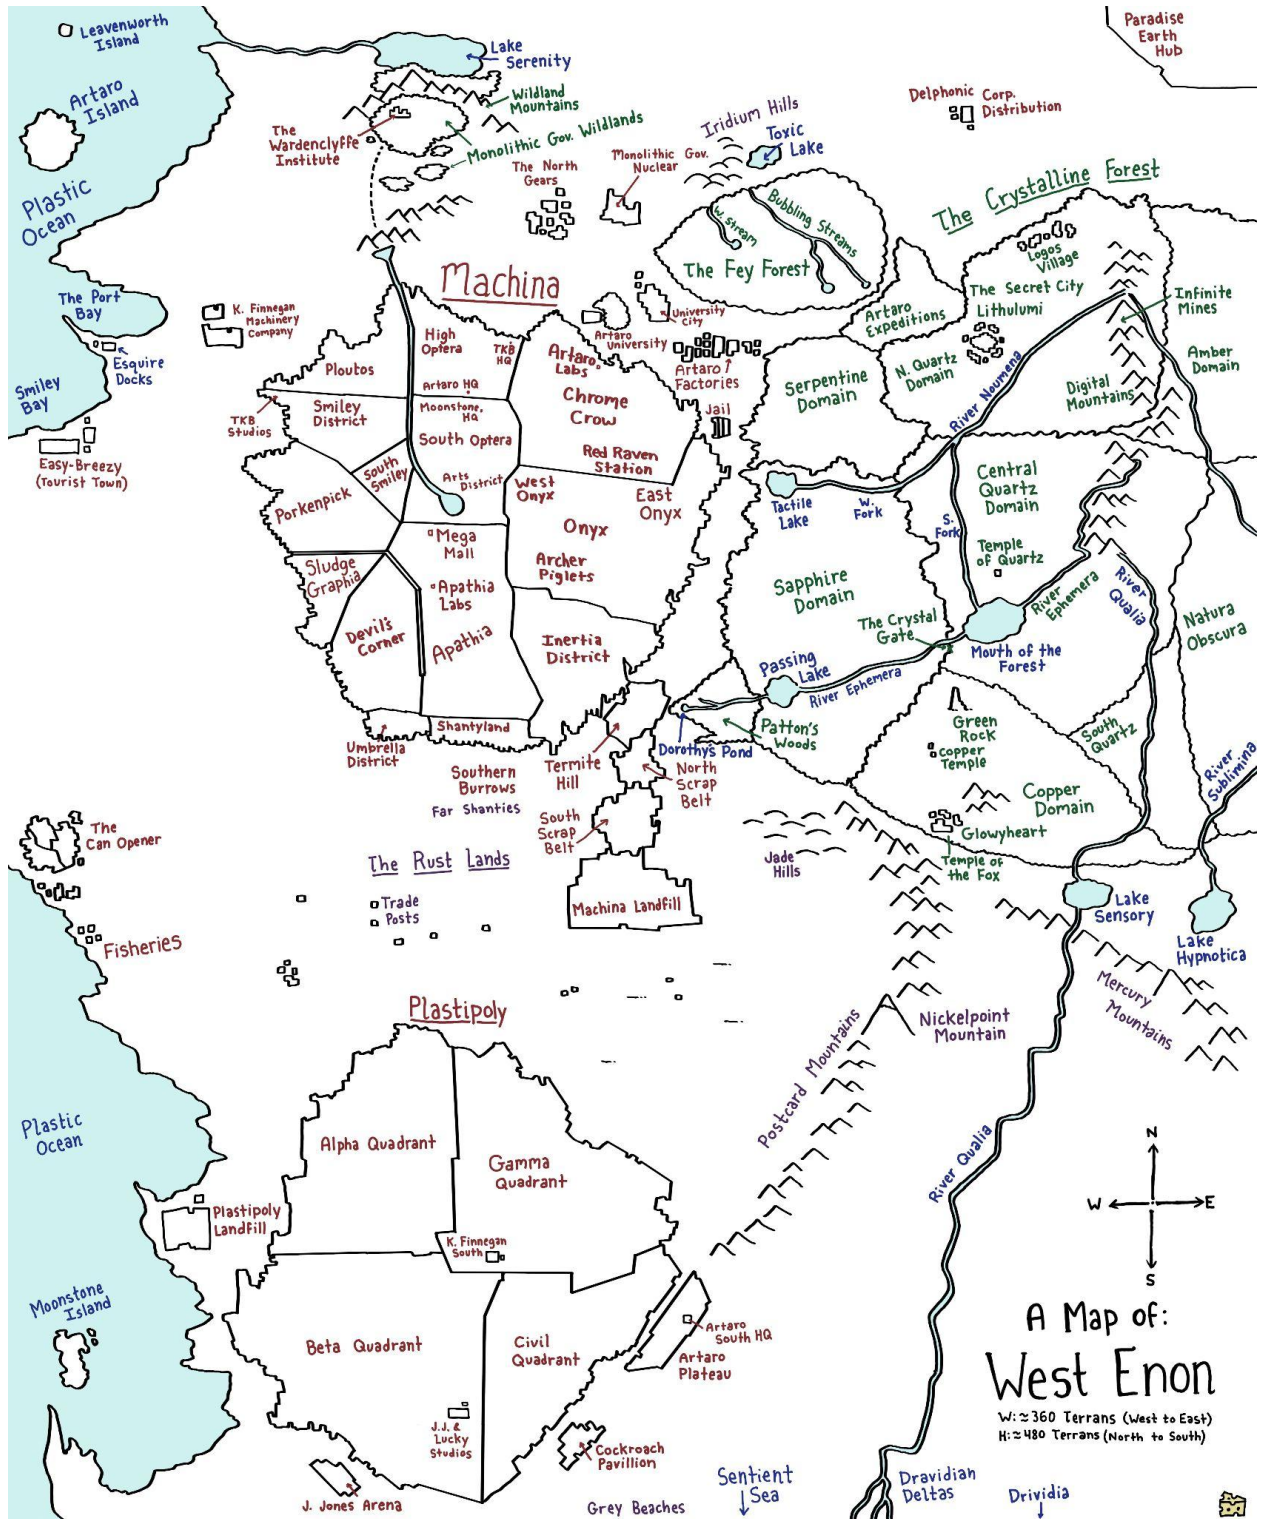 Leavenworth
Island
Artaro
Island
Plastic
Ocean
Lake
Serenity
Wildland
Mountains
The
Wardenclyffe
Institute
Monolithic Gov. Wildlands
The North
Gears
Monolithic Gov.
Nuclear
Iridium Hills
Toxic
Lake
Delphonic Corp.
Distribution
Paradise
Earth
Hub
The Crystalline Forest
W. Stream
Bubbling Streams
The Fey Forest
Logos
Village
The Secret City
Lithulumi
Infinite
Mines
Artaro
Expeditions
N. Quartz
Domain
Amber
Domain
Digital
Mountains
River Noumena
Serpentine
Domain
The Port
Bay
Esquire
Docks
Smiley
Bay
Easy-Breezy
(Tourist Town)
K. Finnegan
Machinery
Company
Machina
University
City
Artaro
University
Artaro
Factories
Jail
Ploutos
High
Optera
TKB
HQ
Artaro
Labs
Chrome
Crow
Artaro HQ
Moonstone
HQ
TKB
Studios
Smiley
District
South Optera
Red Raven
Station
South
Smiley
Arts
District
West
Onyx
East
Onyx
Porkenpick
Onyx
Mega
Mall
Archer
Piglets
Sludge
Graphia
Apathia
Labs
Devil's
Corner
Apathia
Inertia
District
Umbrella
District
Shantyland
Southern
Burrows
Far Shanties
Termite
Hill
North
Scrap
Belt
South
Scrap
Belt
Machina Landfill
Tactile
Lake
W.
Fork
S.
Fork
Central
Quartz
Domain
Temple
of Quartz
Sapphire
Domain
The Crystal
Gate
River
Ephemera
River
Qualia
Natura
Obscura
Mouth of the
Forest
Passing
Lake
River Ephemera
Dorothy's Pond
Patton's
Woods
Green
Rock
Copper
Temple
South
Quartz
River
Sublimina
Copper
Domain
Glowyheart
Temple of
the Fox
Jade
Hills
Lake
Sensory
Lake
Hypnotica
Mercury
Mountains
Nickelpoint
Mountain
Postcard Mountains
River Qualia
The
Can Opener
Fisheries
The Rust Lands
Trade
Posts
Plastipoly
Plastic
Ocean
Alpha Quadrant
Gamma
Quadrant
Plastipoly
Landfill
K. Finnegan
South
Moonstone
Island
Beta Quadrant
Civil
Quadrant
Artaro
South HQ
Artaro
Plateau
J.J. &
Lucky
Studios
Cockroach
Pavillion
J. Jones Arena
Grey Beaches
Sentient
Sea
Dravidian
Deltas
Drividia
N
W
E
S
A Map of:
West Enon
W:≈360 Terrans (West to East)
H:≈480 Terrans (North to South)